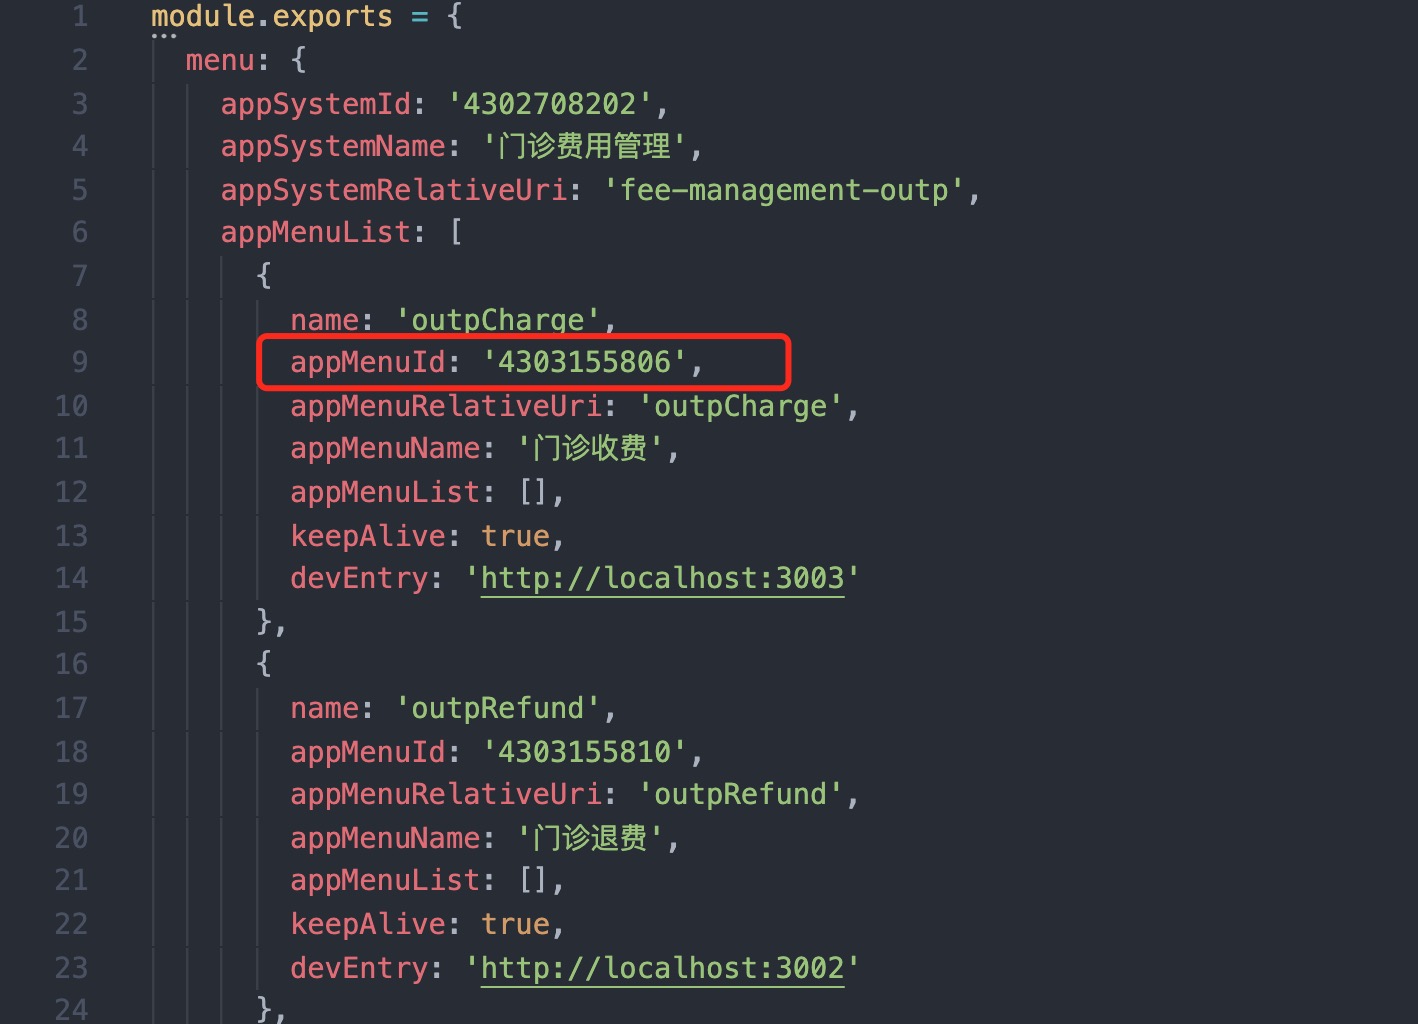 1 module.exports = {
2 menu: {
3 appSystemId: '4302708202',
4 appSystemName: '门诊费用管理',
5 appSystemRelativeUri: 'fee-management-outp',
6 appMenuList: [
7 {
8 name: 'outpCharge',
9 appMenuId: '4303155806',
10 appMenuRelativeUri: 'outpCharge',
11 appMenuName: '门诊收费',
12 appMenuList: [],
13 keepAlive: true,
14 devEntry: 'http://localhost:3003'
15 },
16 {
17 name: 'outpRefund',
18 appMenuId: '4303155810',
19 appMenuRelativeUri: 'outpRefund',
20 appMenuName: '门诊退费',
21 appMenuList: [],
22 keepAlive: true,
23 devEntry: 'http://localhost:3002'
24 },